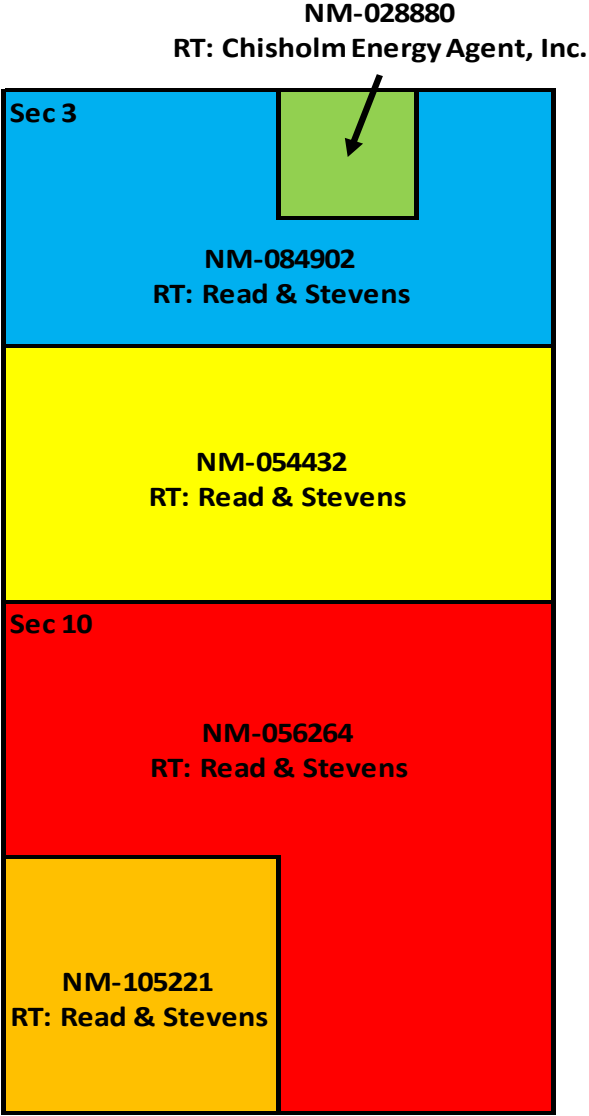 NM-028880
RT: Chisholm Energy Agent, Inc.
Sec 3
NM-084902
RT: Read & Stevens
NM-054432
RT: Read & Stevens
Sec 10
NM-056264
RT: Read & Stevens
NM-105221
RT: Read & Stevens